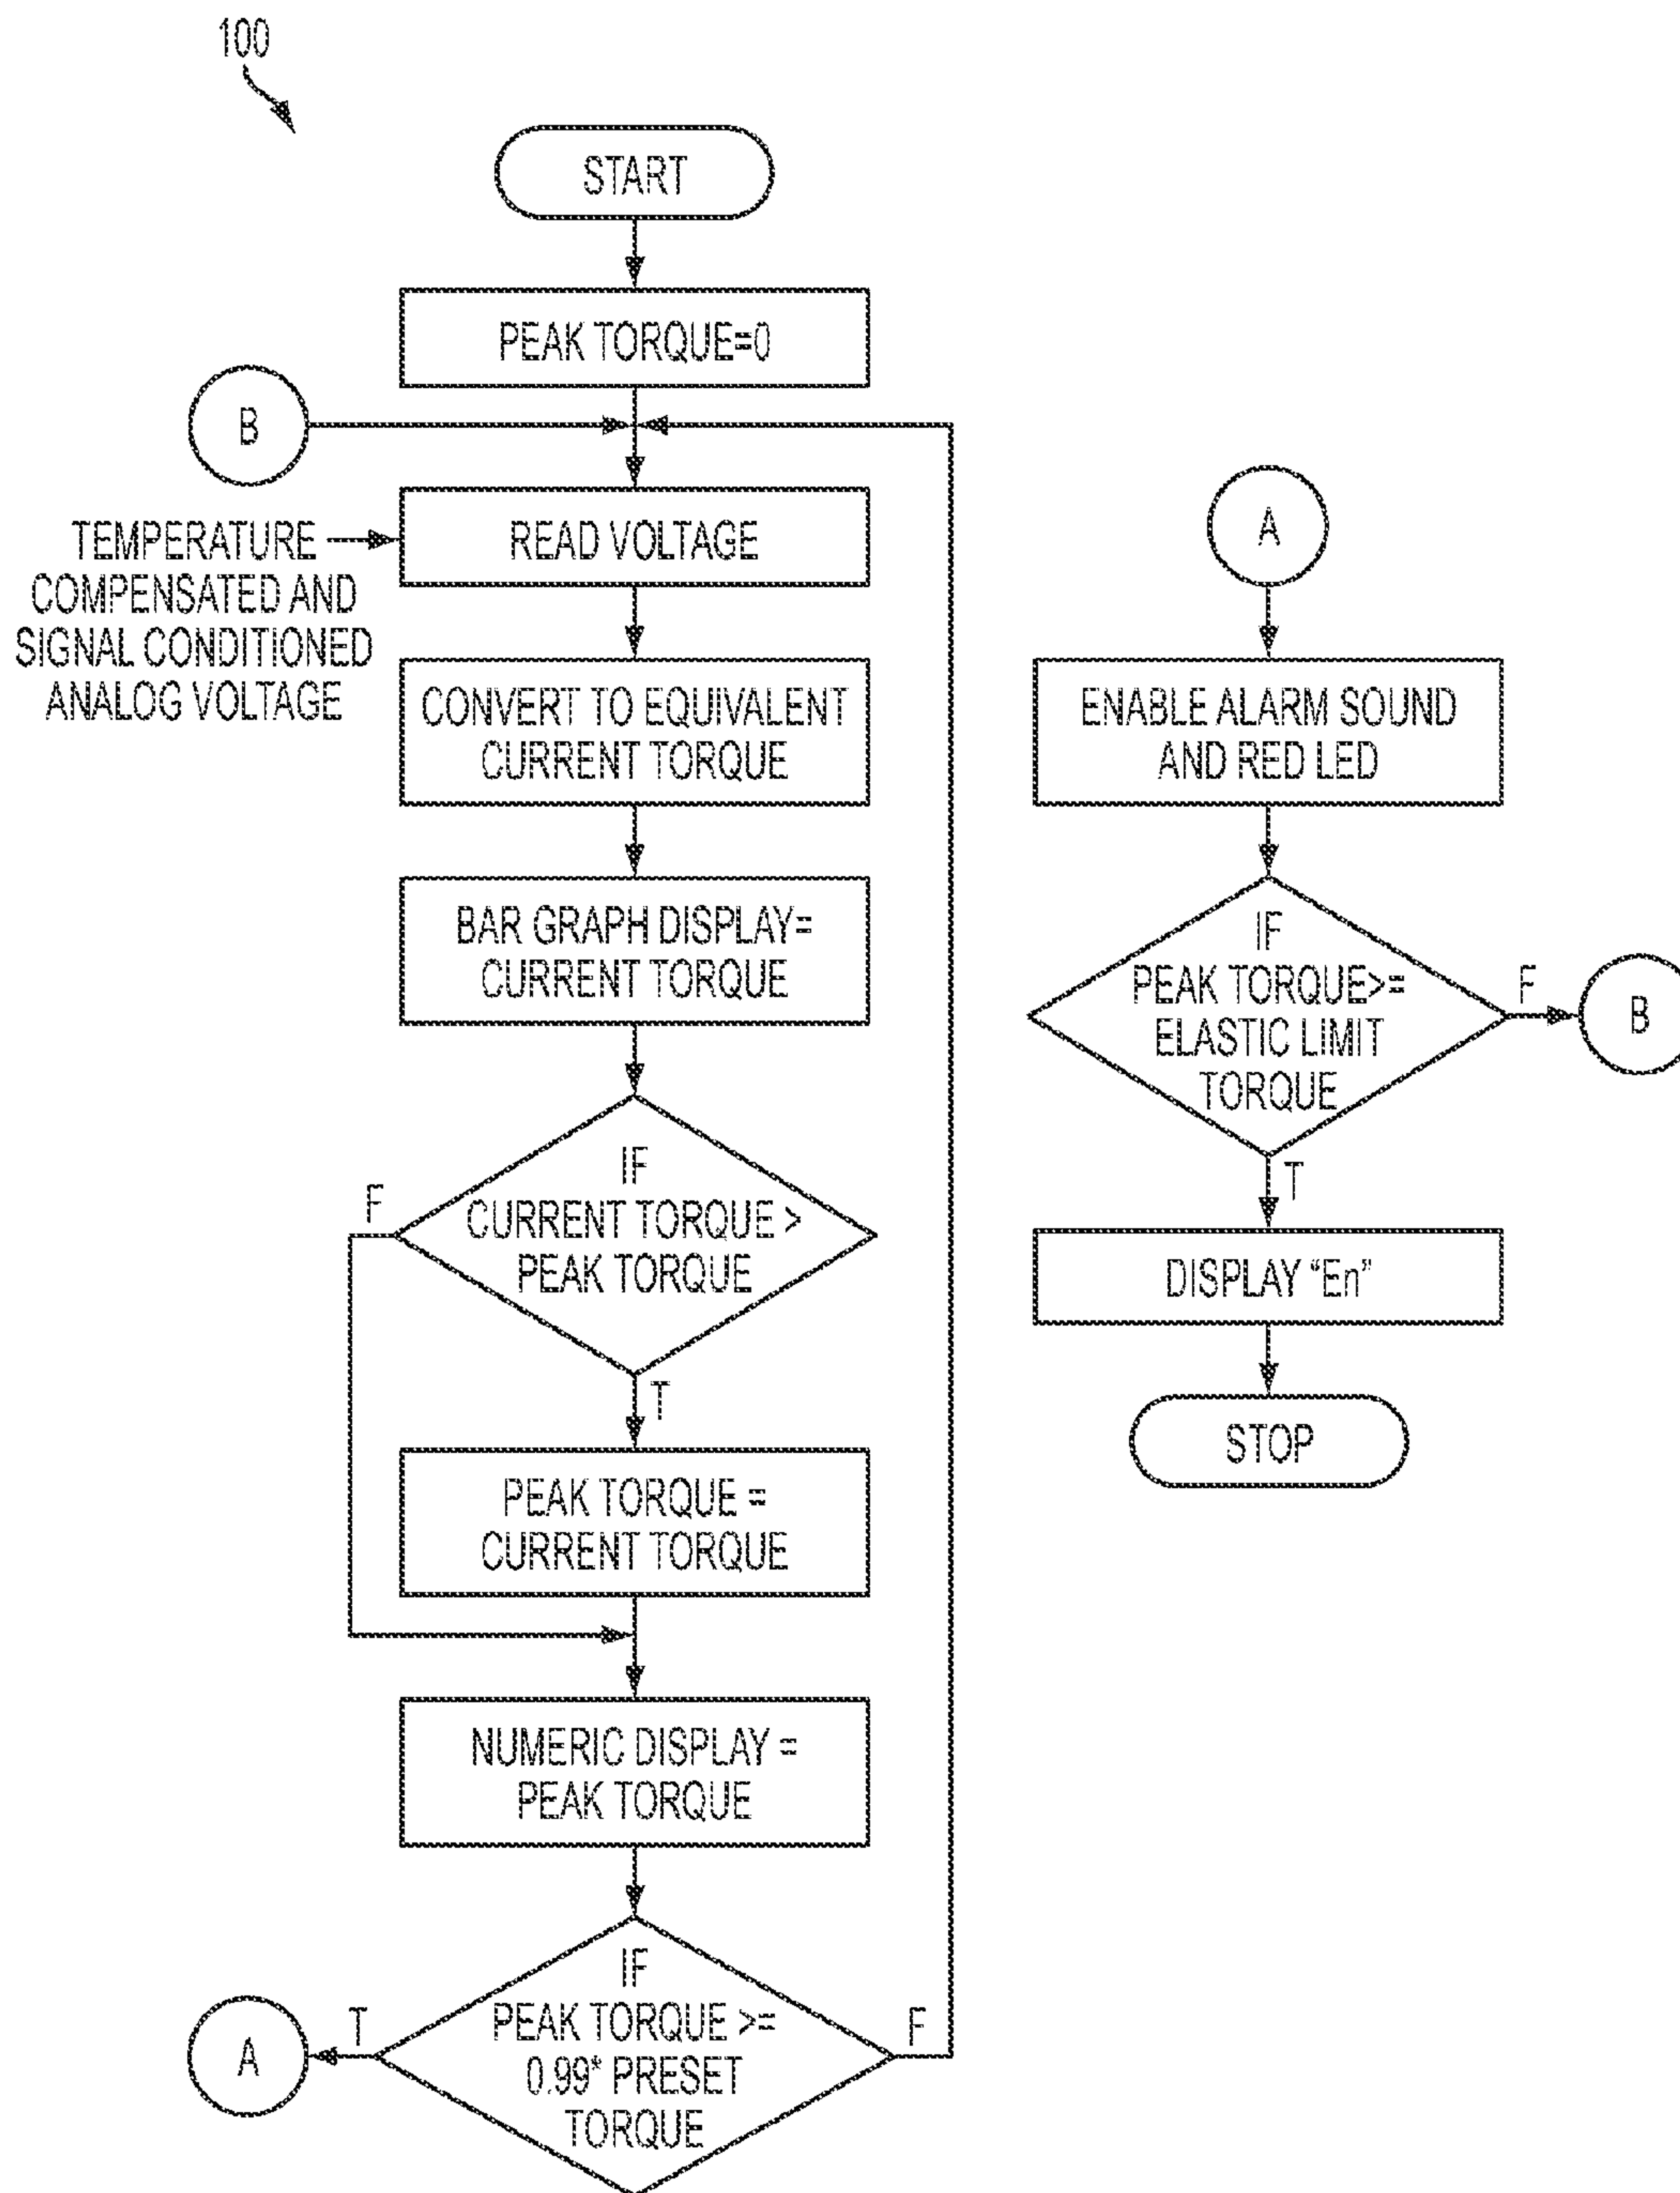 100
START
PEAK TORQUE=0
B
READ VOLTAGE
TEMPERATURE
COMPENSATED AND
SIGNAL CONDITIONED
ANALOG VOLTAGE
CONVERT TO EQUIVALENT
CURRENT TORQUE
BAR GRAPH DISPLAY=
CURRENT TORQUE
IF
CURRENT TORQUE >
PEAK TORQUE
F
T
PEAK TORQUE =
CURRENT TORQUE
NUMERIC DISPLAY =
PEAK TORQUE
IF
PEAK TORQUE >=
0.99* PRESET
TORQUE
T
F
A
A
ENABLE ALARM SOUND
AND RED LED
IF
PEAK TORQUE>=
ELASTIC LIMIT
TORQUE
F
B
T
DISPLAY “En”
STOP